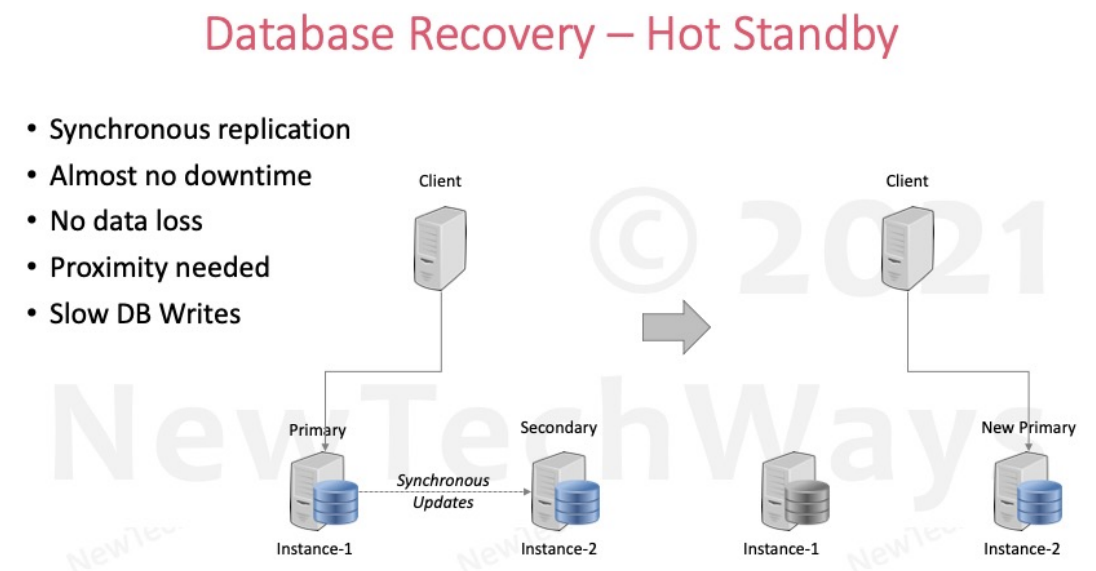 Database Recovery – Hot Standby
• Synchronous replication
• Almost no downtime
• No data loss
• Proximity needed
• Slow DB Writes
Client
Client
© 2021
NewTechWays
Primary
Secondary
New Primary
Synchronous
Updates
Instance-1
Instance-2
Instance-1
Instance-2